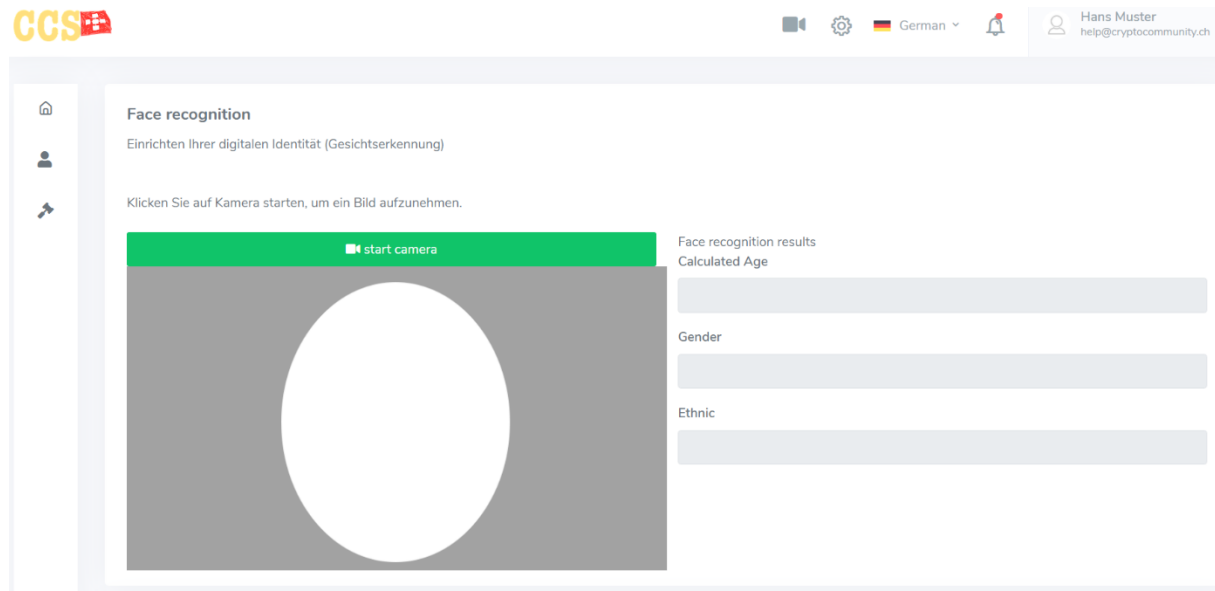 CCS
German
Hans Muster
help@cryptocommunity.ch
Face recognition
Einrichten Ihrer digitalen Identität (Gesichtserkennung)
Klicken Sie auf Kamera starten, um ein Bild aufzunehmen.
start camera
Face recognition results
Calculated Age
Gender
Ethnic